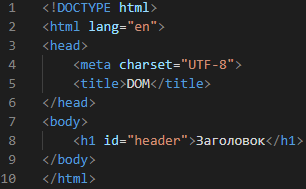 1 <!DOCTYPE html>
2 <html lang="en">
3 <head>
4     <meta charset="UTF-8">
5     <title>DOM</title>
6 </head>
7 <body>
8     <h1 id="header">Заголовок</h1>
9 </body>
10 </html>